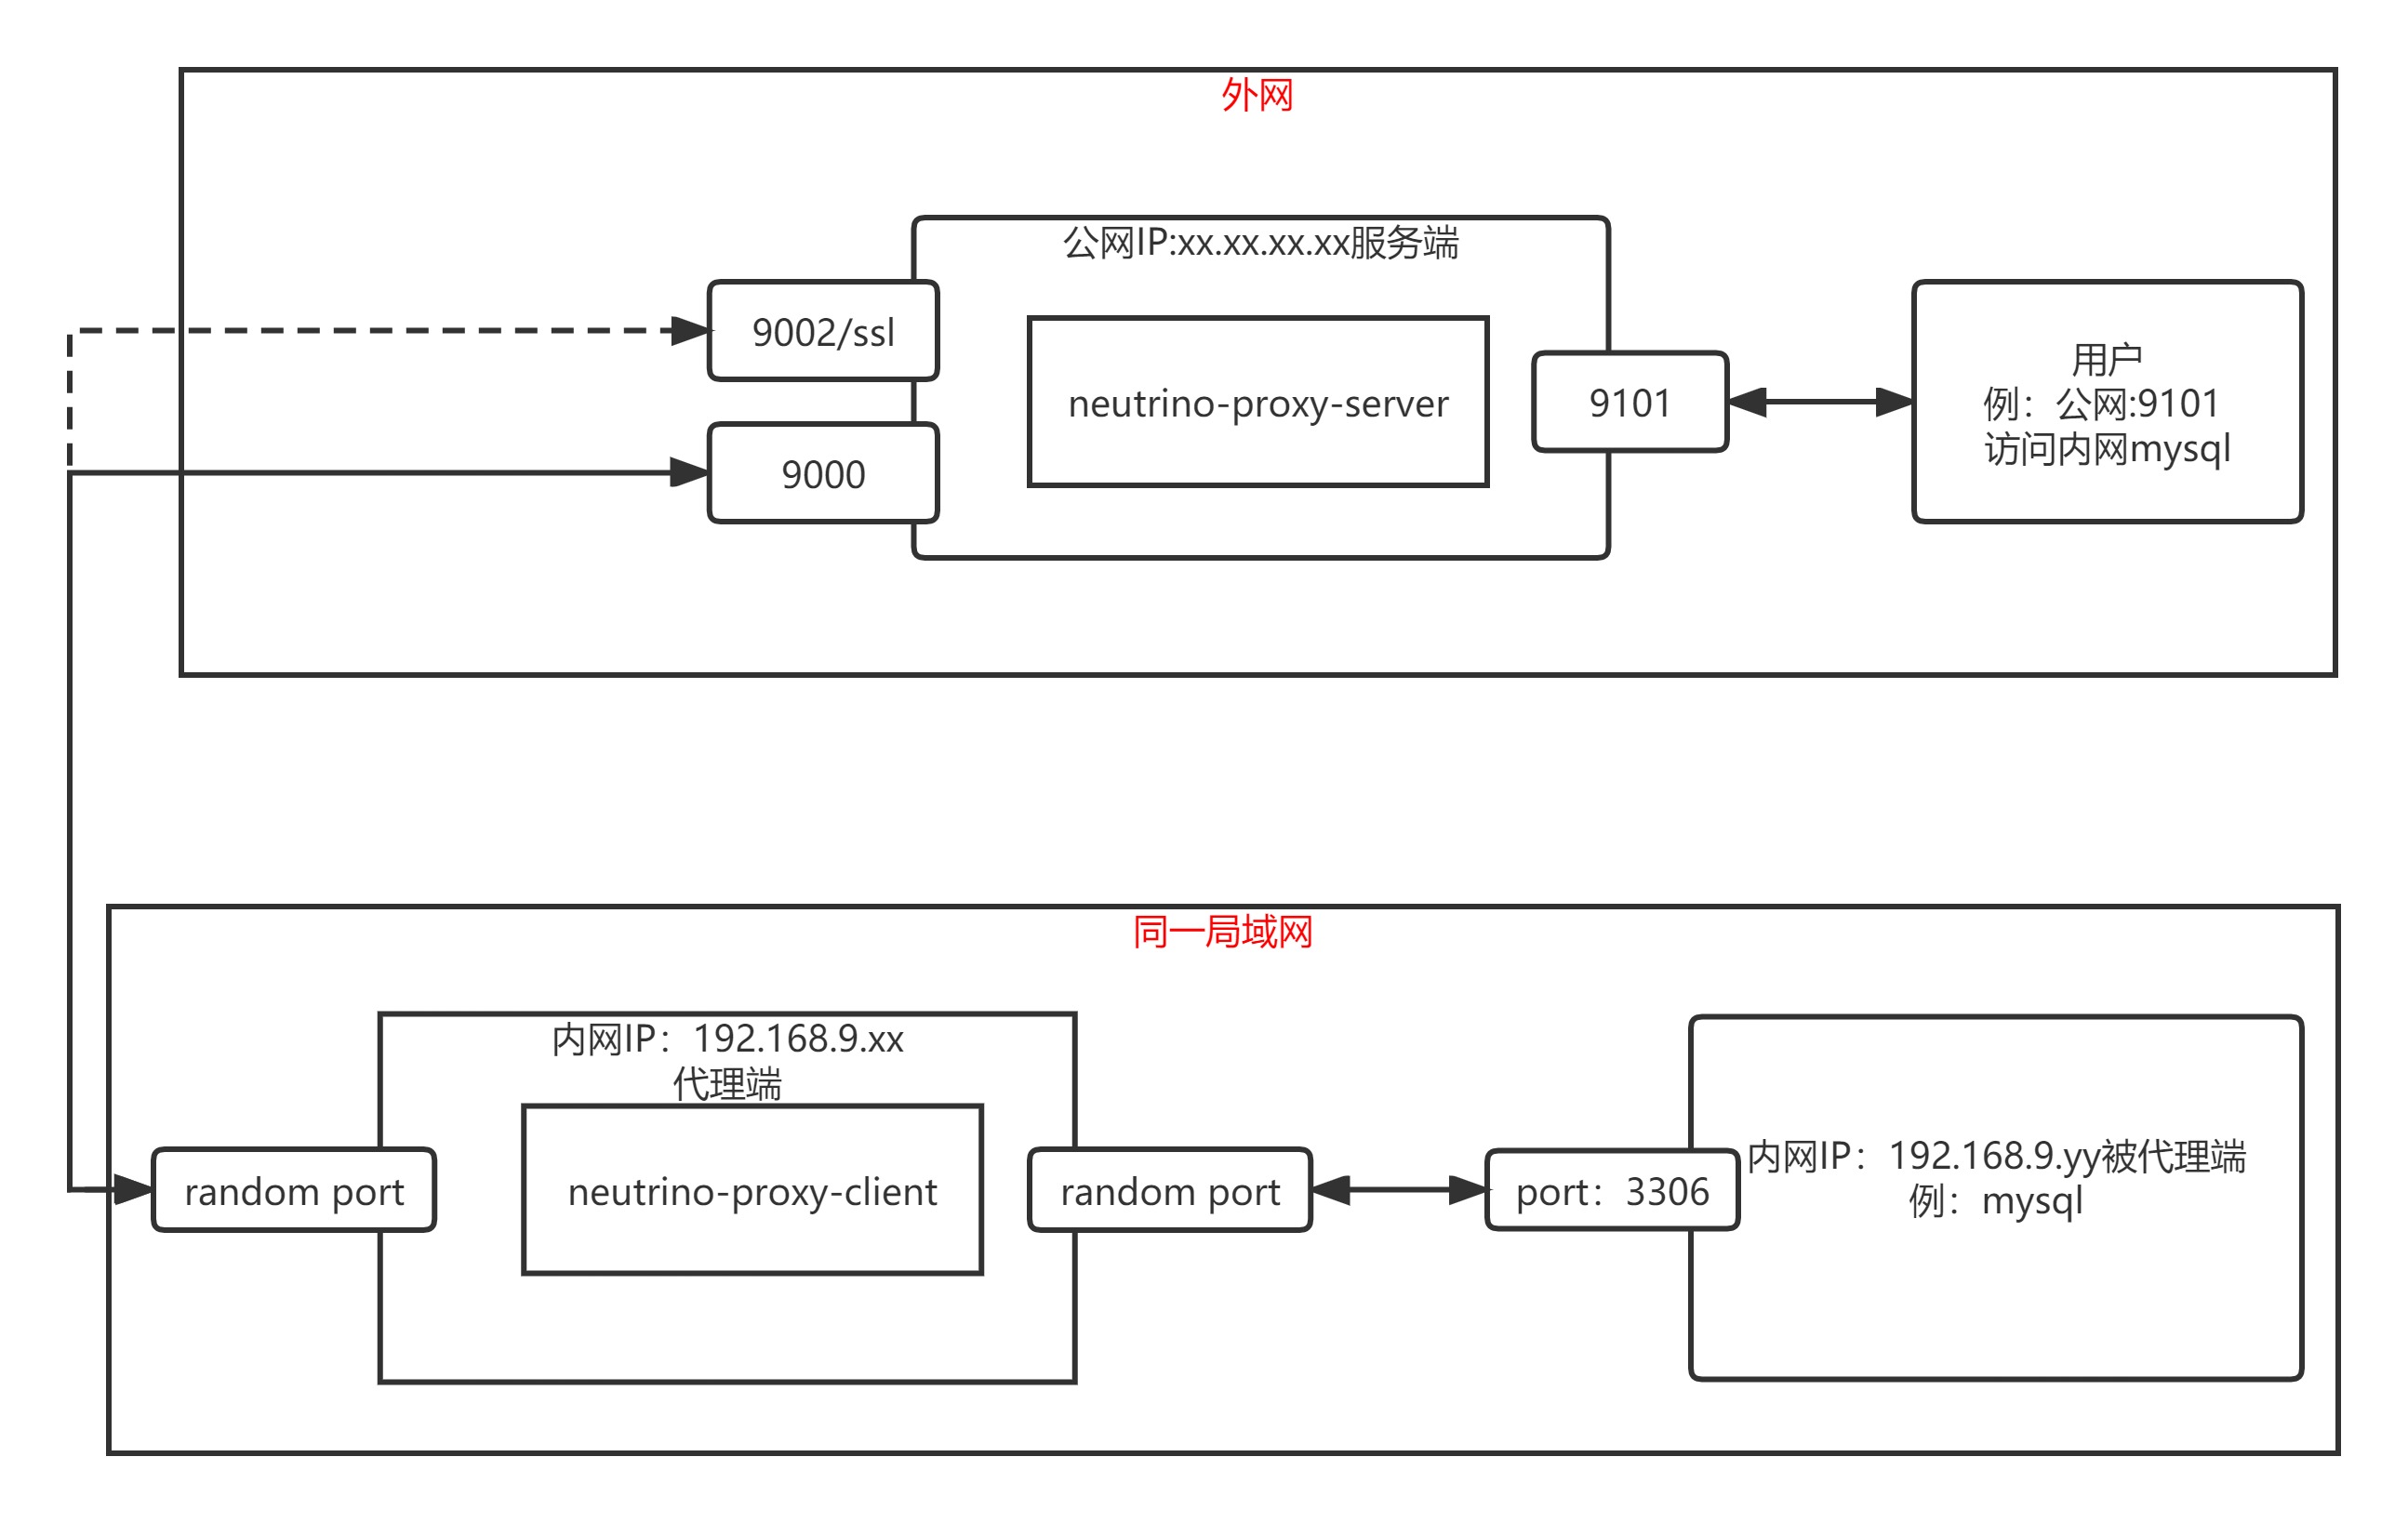 外网
公网IP:xx.xx.xx.xx服务端
9002/ssl
neutrino-proxy-server
9000
9101
用户
例：公网:9101
访问内网mysql
同一局域网
内网IP：192.168.9.xx
代理端
random port
neutrino-proxy-client
random port
port：3306
内网IP：192.168.9.yy被代理端
例：mysql